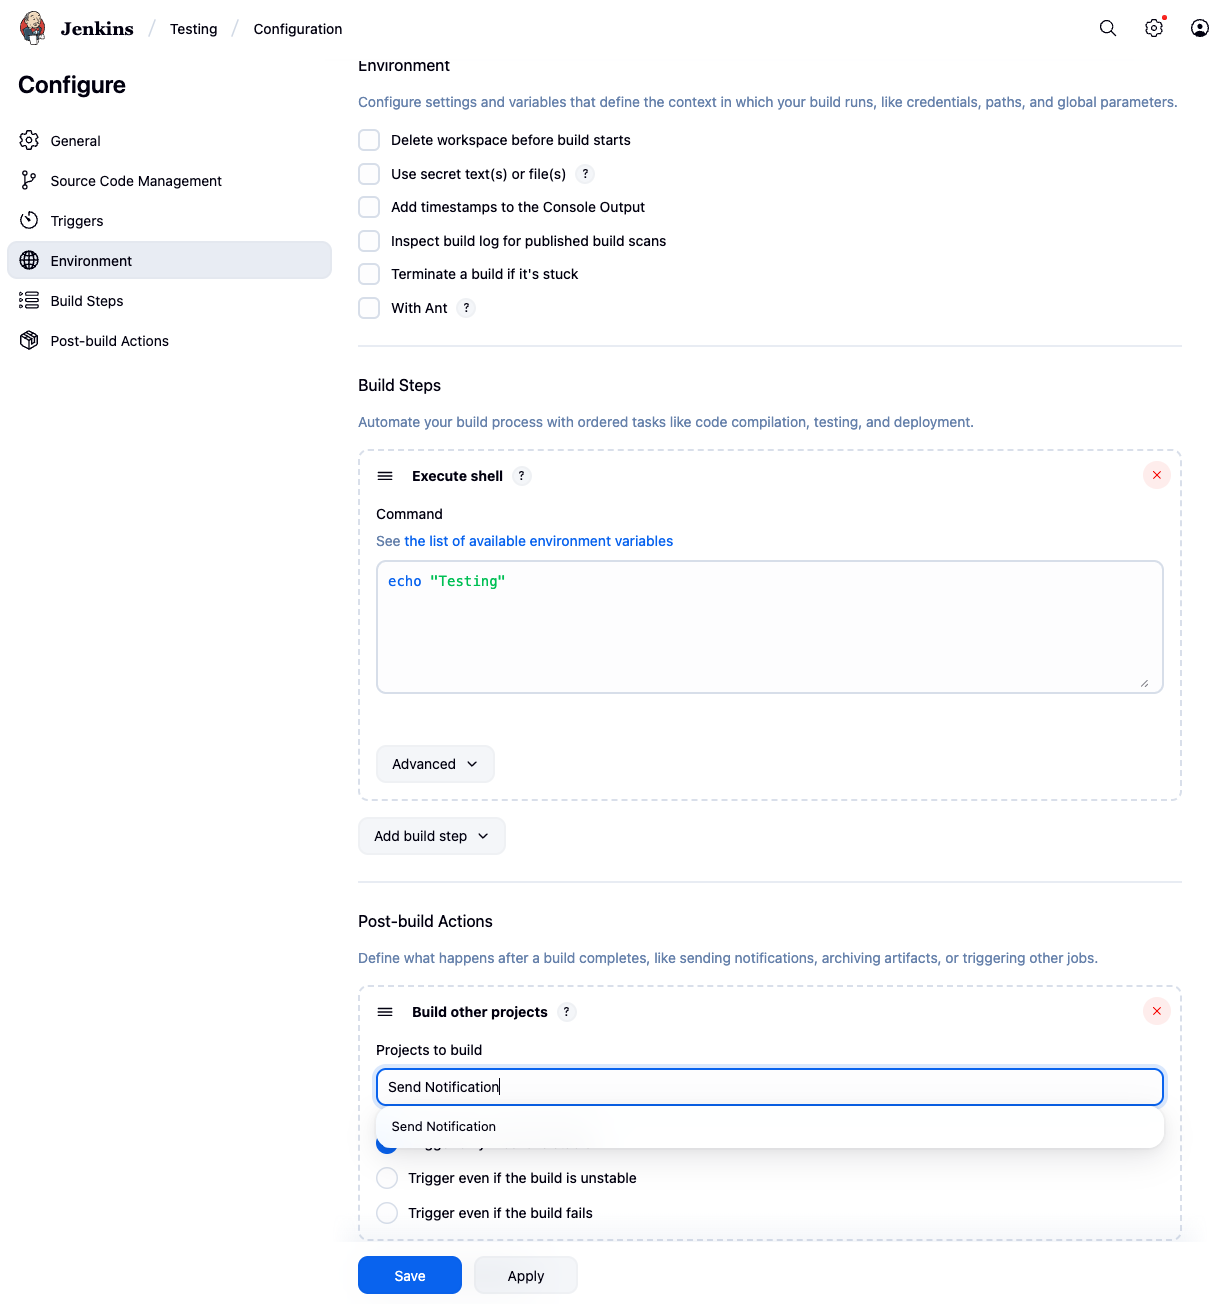 Jenkins / Testing / Configuration
Configure
General
Source Code Management
Triggers
Environment
Build Steps
Post-build Actions
Environment
Configure settings and variables that define the context in which your build runs, like credentials, paths, and global parameters.
Delete workspace before build starts
Use secret text(s) or file(s) ?
Add timestamps to the Console Output
Inspect build log for published build scans
Terminate a build if it's stuck
With Ant ?
Build Steps
Automate your build process with ordered tasks like code compilation, testing, and deployment.
Execute shell ?
Command
See the list of available environment variables
echo "Testing"
Advanced
Add build step
Post-build Actions
Define what happens after a build completes, like sending notifications, archiving artifacts, or triggering other jobs.
Build other projects ?
Projects to build
Send Notification
Send Notification
Trigger even if the build is unstable
Trigger even if the build fails
Save
Apply